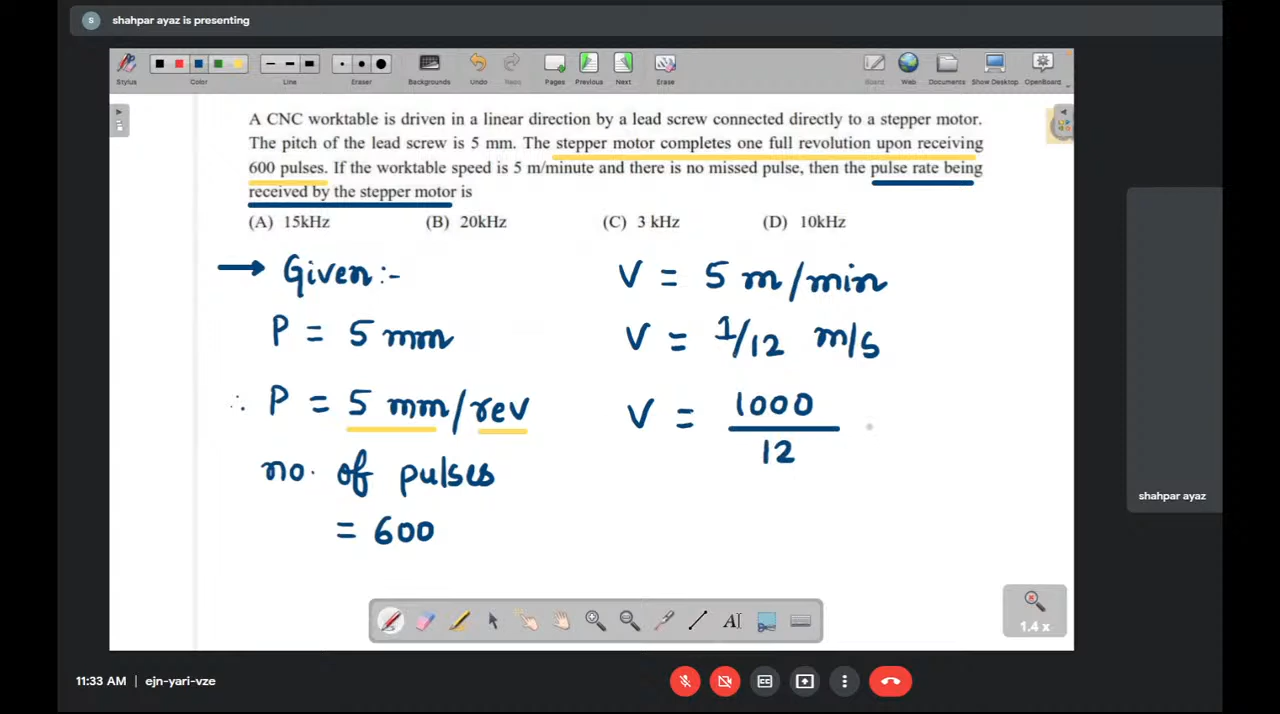 S shahpar ayaz is presenting
Stylus Color Line Eraser Backgrounds Undo Redo Pages Previous Next Erase Board Web Documents Show Desktop OpenBoard
A CNC worktable is driven in a linear direction by a lead screw connected directly to a stepper motor.
The pitch of the lead screw is 5 mm. The stepper motor completes one full revolution upon receiving
600 pulses. If the worktable speed is 5 m/minute and there is no missed pulse, then the pulse rate being
received by the stepper motor is
(A) 15kHz (B) 20kHz (C) 3 kHz (D) 10kHz
→ Given:-
P = 5 mm
∴ P = 5 mm/rev
no. of pulses
= 600
V = 5 m/min
V = 1/12 m/s
V = 1000
12
shahpar ayaz
1.4 x
11:33 AM | ejn-yari-vze